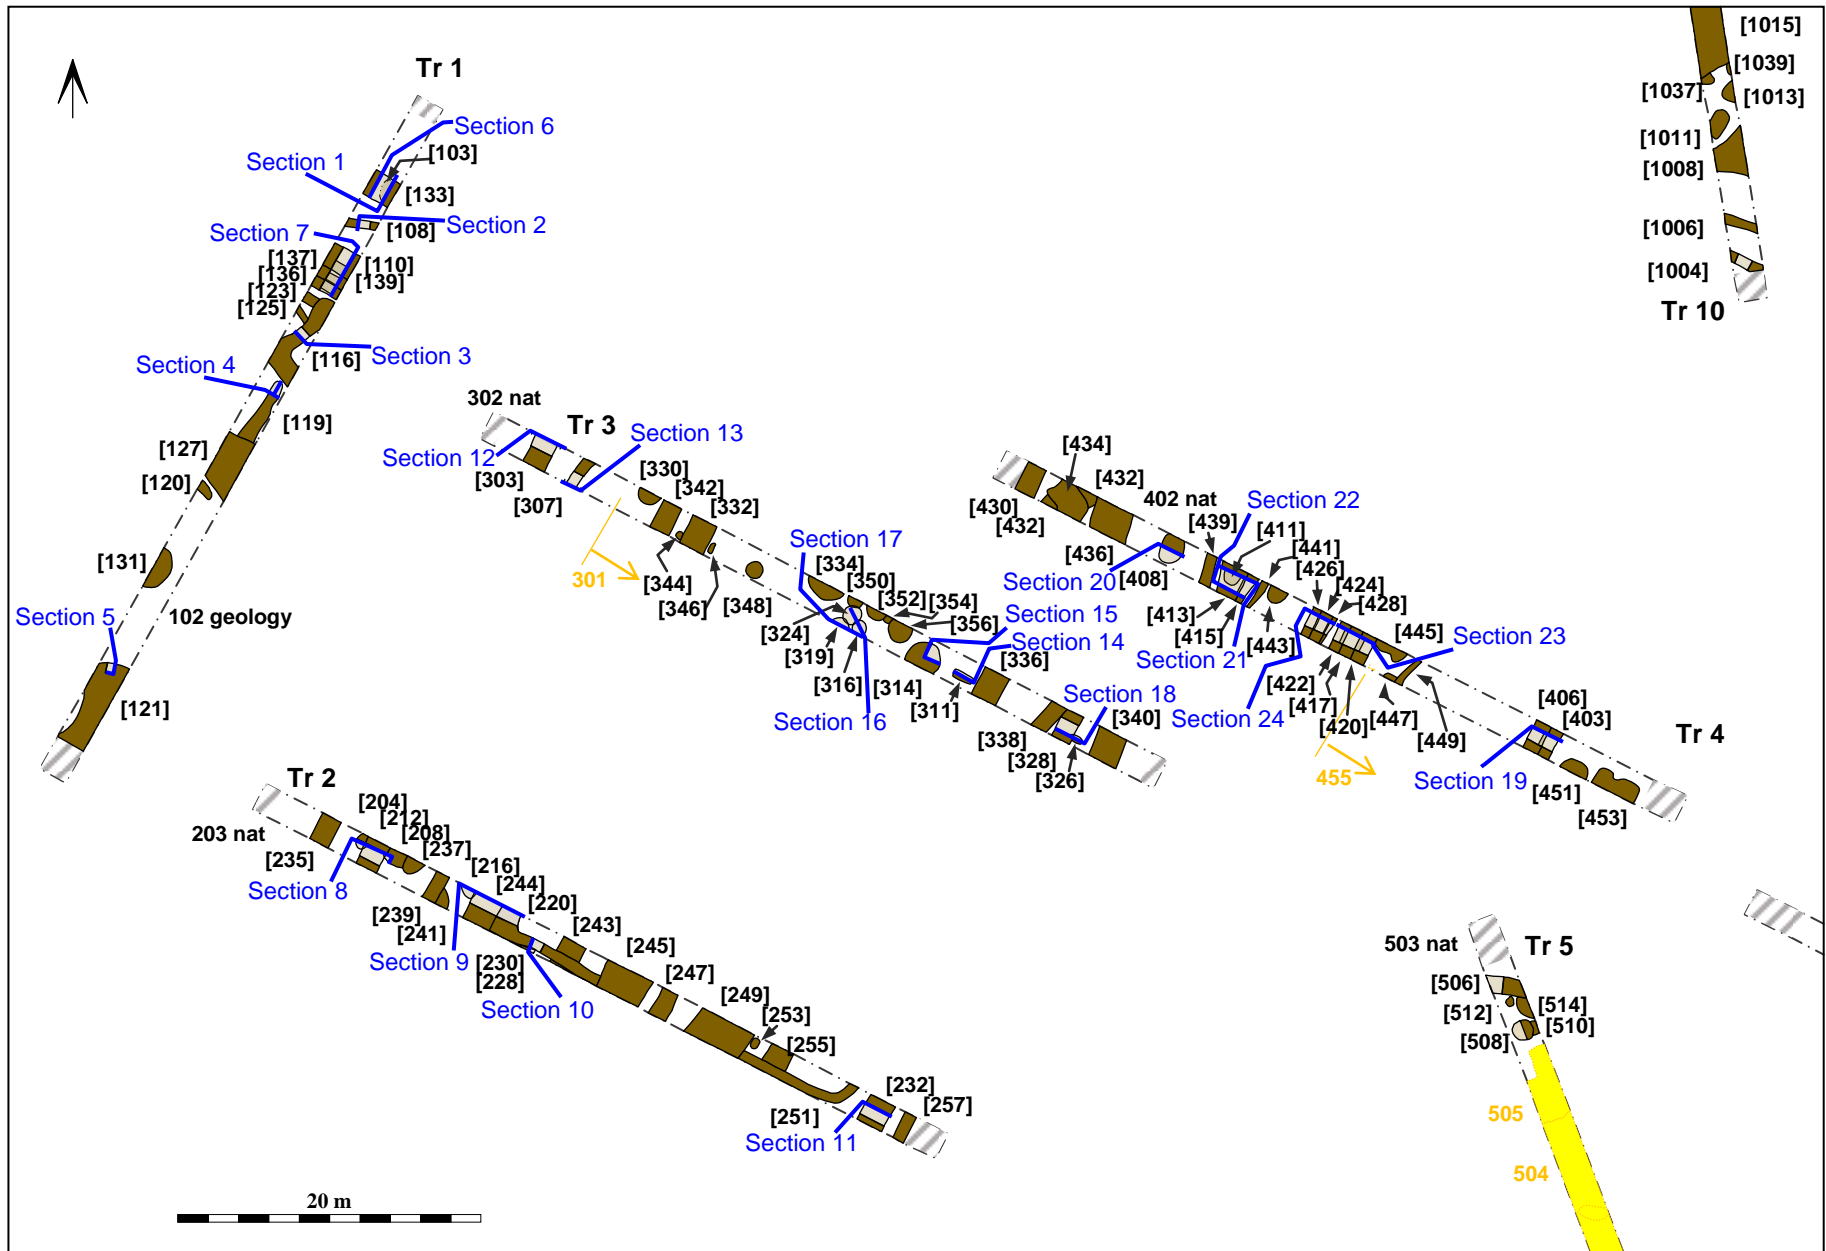 Tr 1
Section 6
Section 1
[103]
[133]
[108]
Section 2
Section 7
[137]
[136]
[123]
[125]
[110]
[139]
[116]
Section 3
Section 4
[119]
[127]
[120]
[131]
102 geology
Section 5
[121]
Tr 2
203 nat
[235]
[204]
[212]
[208]
[237]
Section 8
[216]
[244]
[220]
[243]
[245]
[247]
[249]
[253]
[255]
[239]
[241]
Section 9
[230]
[228]
Section 10
[251]
[232]
[257]
Section 11
20 m
302 nat
Tr 3
Section 13
Section 12
[303]
[307]
[330]
[342]
[332]
301
[344]
[346]
[348]
Section 17
[334]
[350]
[352]
[354]
[356]
Section 15
Section 14
[324]
[319]
[316]
[314]
[311]
Section 16
[336]
Section 18
[340]
[338]
[328]
[326]
[434]
[432]
[430]
[432]
402 nat
Section 22
[439]
[411]
[441]
[426]
[424]
[428]
[436]
Section 20
[408]
[413]
[415]
Section 21
[443]
[445]
Section 23
[422]
[417]
[420]
[447]
[449]
Section 24
455
[406]
[403]
Tr 4
Section 19
[451]
[453]
[1015]
[1039]
[1037]
[1013]
[1011]
[1008]
[1006]
[1004]
Tr 10
503 nat
Tr 5
[506]
[512]
[514]
[510]
[508]
505
504